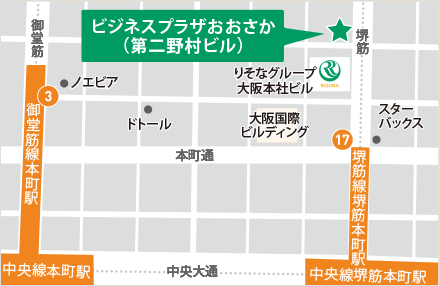 御堂筋
ビジネスプラザおおさか
（第二野村ビル）
堺筋
ノエビア
りそなグループ
大阪本社ビル
RESONA
3
御堂筋線本町駅
ドトール
大阪国際
ビルディング
スター
バックス
17
本町通
堺筋線堺筋本町駅
中央線本町駅
中央大通
中央線堺筋本町駅